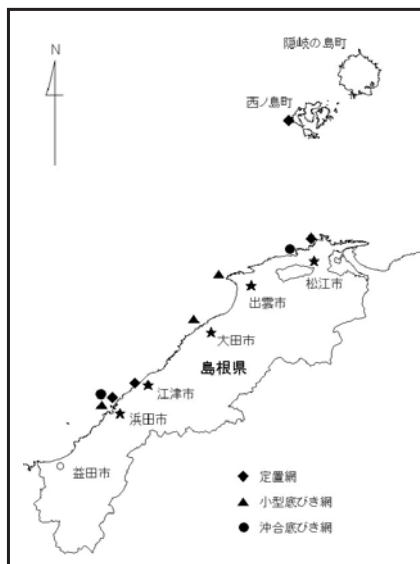 N
隠岐の島町
西ノ島町
松江市
出雲市
大田市
島根県
江津市
浜田市
益田市
定置網
小型底びき網
沖合底びき網